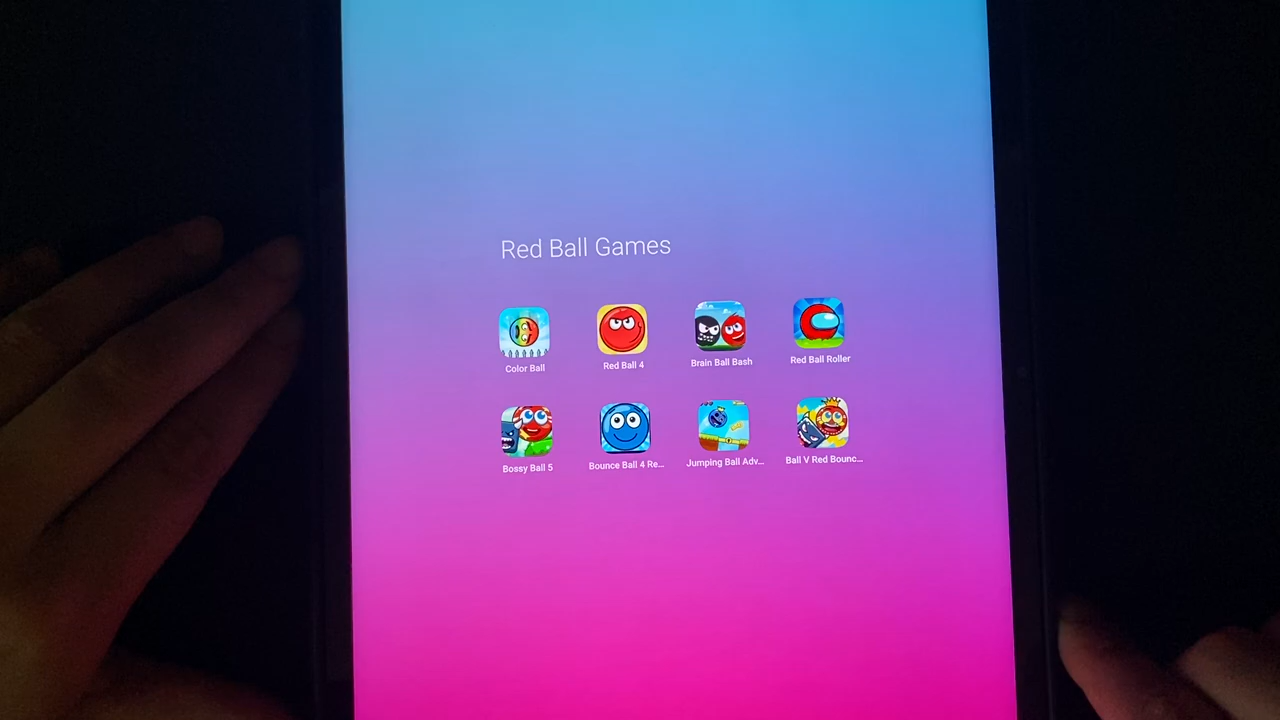 Red Ball Games
Color Ball
Red Ball 4
Brain Ball Bash
Red Ball Roller
Bossy Ball 5
Bounce Ball 4 Re...
Jumping Ball Adv...
Ball V Red Bounc...